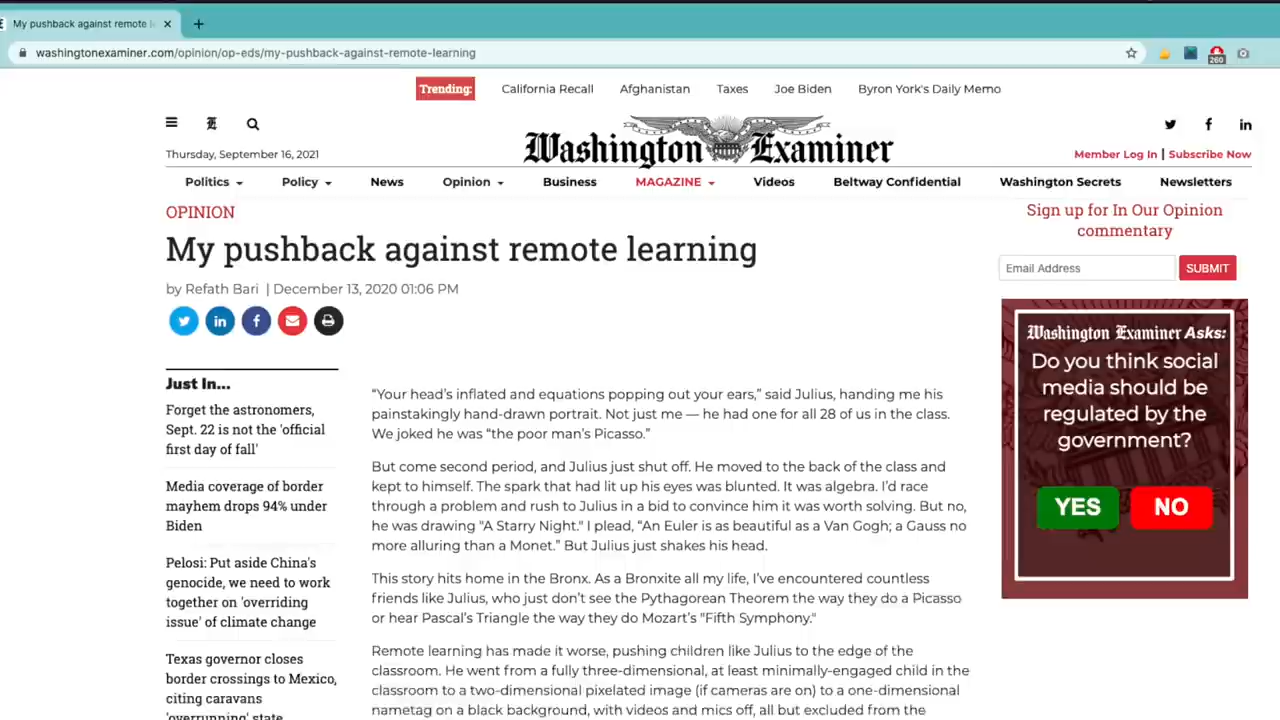 My pushback against remote l
washingtonexaminer.com/opinion/op-eds/my-pushback-against-remote-learning
260
Trending: California Recall Afghanistan Taxes Joe Biden Byron York's Daily Memo
Washington Examiner
Thursday, September 16, 2021
Member Log In | Subscribe Now
Politics Policy News Opinion Business MAGAZINE Videos Beltway Confidential Washington Secrets Newsletters
OPINION
My pushback against remote learning
by Refath Bari | December 13, 2020 01:06 PM
Just In...
Forget the astronomers,
Sept. 22 is not the 'official
first day of fall'
Media coverage of border
mayhem drops 94% under
Biden
Pelosi: Put aside China's
genocide, we need to work
together on 'overriding
issue' of climate change
Texas governor closes
border crossings to Mexico,
citing caravans
'overrunning' state
“Your head’s inflated and equations popping out your ears,” said Julius, handing me his
painstakingly hand-drawn portrait. Not just me — he had one for all 28 of us in the class.
We joked he was “the poor man’s Picasso.”
But come second period, and Julius just shut off. He moved to the back of the class and
kept to himself. The spark that had lit up his eyes was blunted. It was algebra. I’d race
through a problem and rush to Julius in a bid to convince him it was worth solving. But no,
he was drawing "A Starry Night." I plead, “An Euler is as beautiful as a Van Gogh; a Gauss no
more alluring than a Monet.” But Julius just shakes his head.
This story hits home in the Bronx. As a Bronxite all my life, I’ve encountered countless
friends like Julius, who just don’t see the Pythagorean Theorem the way they do a Picasso
or hear Pascal’s Triangle the way they do Mozart’s "Fifth Symphony."
Remote learning has made it worse, pushing children like Julius to the edge of the
classroom. He went from a fully three-dimensional, at least minimally-engaged child in the
classroom to a two-dimensional pixelated image (if cameras are on) to a one-dimensional
nametag on a black background, with videos and mics off, all but excluded from the
Sign up for In Our Opinion
commentary
Email Address SUBMIT
Washington Examiner Asks:
Do you think social
media should be
regulated by the
government?
YES NO